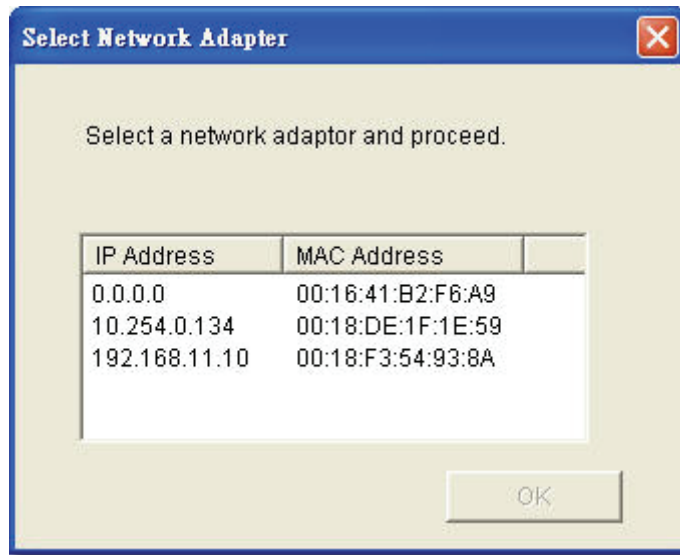 Select Network Adapter
Select a network adaptor and proceed.
IP Address MAC Address
0.0.0.0 00:16:41:B2:F6:A9
10.254.0.134 00:18:DE:1F:1E:59
192.168.11.10 00:18:F3:54:93:8A
OK